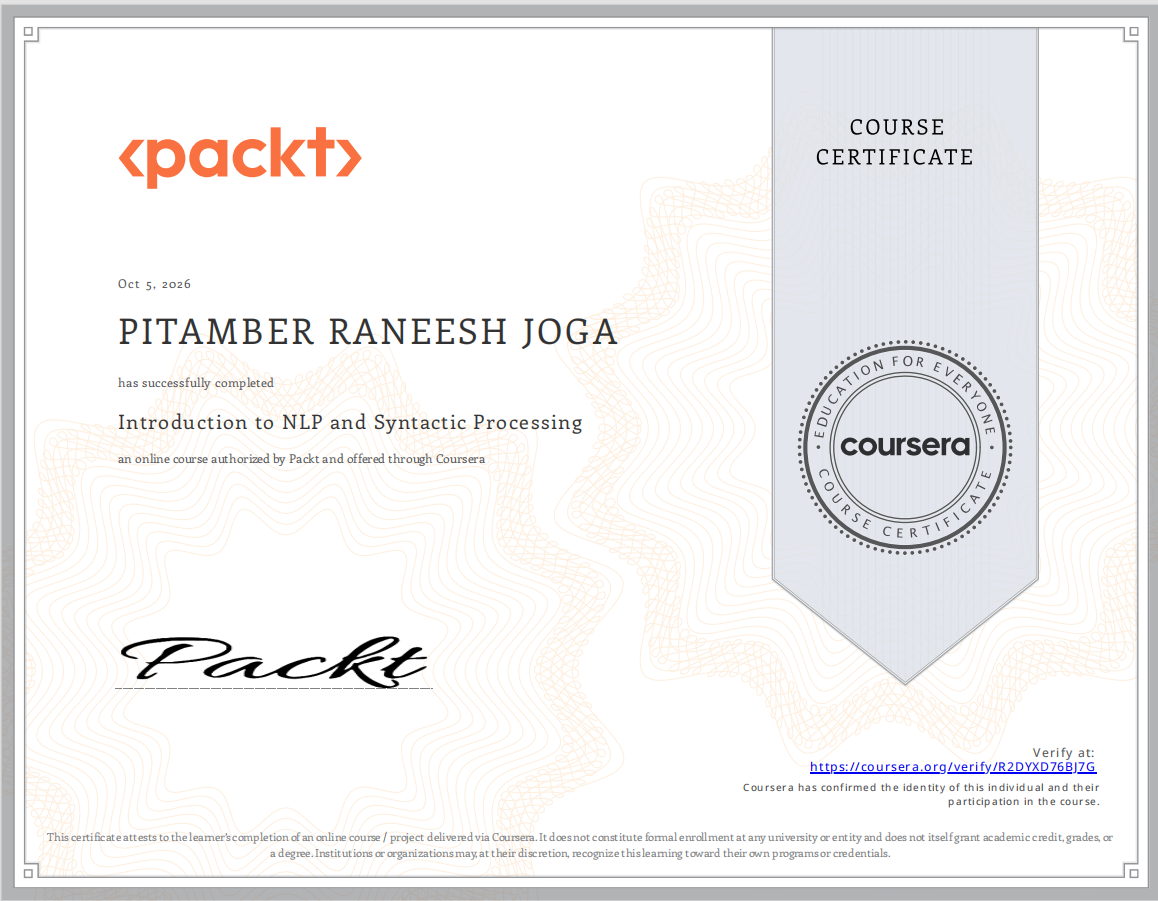 <packt>
COURSE
CERTIFICATE
Oct 5, 2026
PITAMBER RANEESH JOGA
has successfully completed
Introduction to NLP and Syntactic Processing
an online course authorized by Packt and offered through Coursera
EDUCATION FOR EVERYONE
coursera
COURSE CERTIFICATE
Packt
Verify at:
https://coursera.org/verify/R2DYXD76BJ7G
Coursera has confirmed the identity of this individual and their
participation in the course.
This certificate attests to the learner's completion of an online course / project delivered via Coursera. It does not constitute formal enrollment at any university or entity and does not itself grant academic credit, grades, or
a degree. Institutions or organizations may, at their discretion, recognize this learning toward their own programs or credentials.